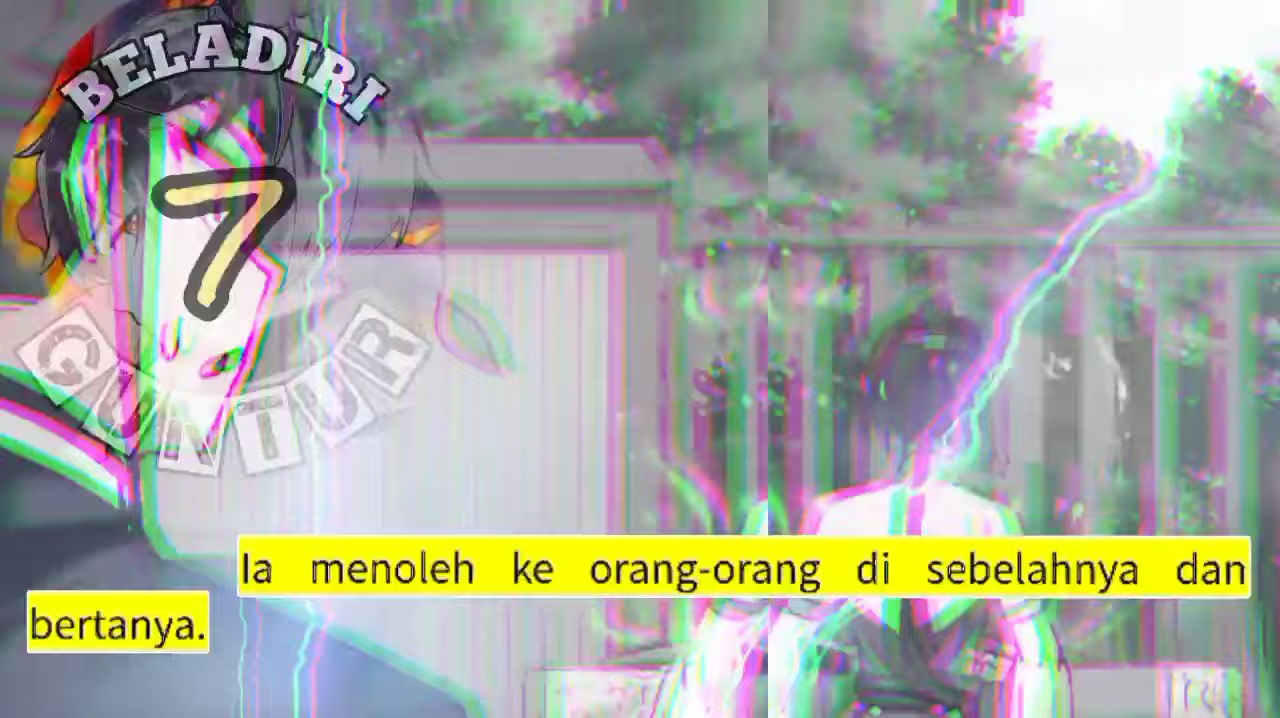 BELADIRI
7
GUNTUR
Ia menoleh ke orang-orang di sebelahnya dan
bertanya.